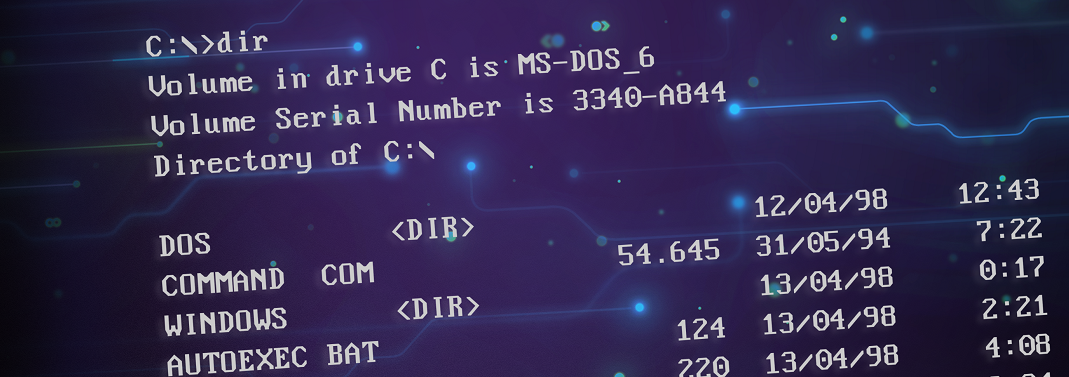 C:\>dir
Volume in drive C is MS-DOS_6
Volume Serial Number is 3340-A844
Directory of C:\
DOS <DIR> 12/04/98 12:43
COMMAND COM 54.645 31/05/94 7:22
WINDOWS <DIR> 13/04/98 0:17
AUTOEXEC BAT 124 13/04/98 2:21
220 13/04/98 4:08